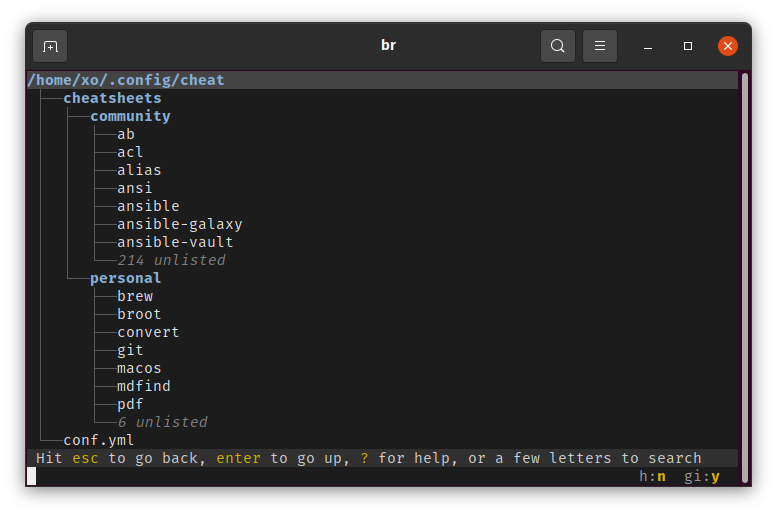 br
/home/xo/.config/cheat
cheatsheets
community
ab
acl
alias
ansi
ansible
ansible-galaxy
ansible-vault
214 unlisted
personal
brew
broot
convert
git
macos
mdfind
pdf
6 unlisted
conf.yml
Hit esc to go back, enter to go up, ? for help, or a few letters to search
h:n gi:y